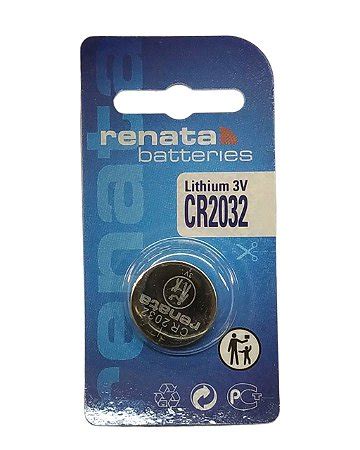 renata
batteries
Lithium 3V
CR2032
renata
3V
CR 2032
renata